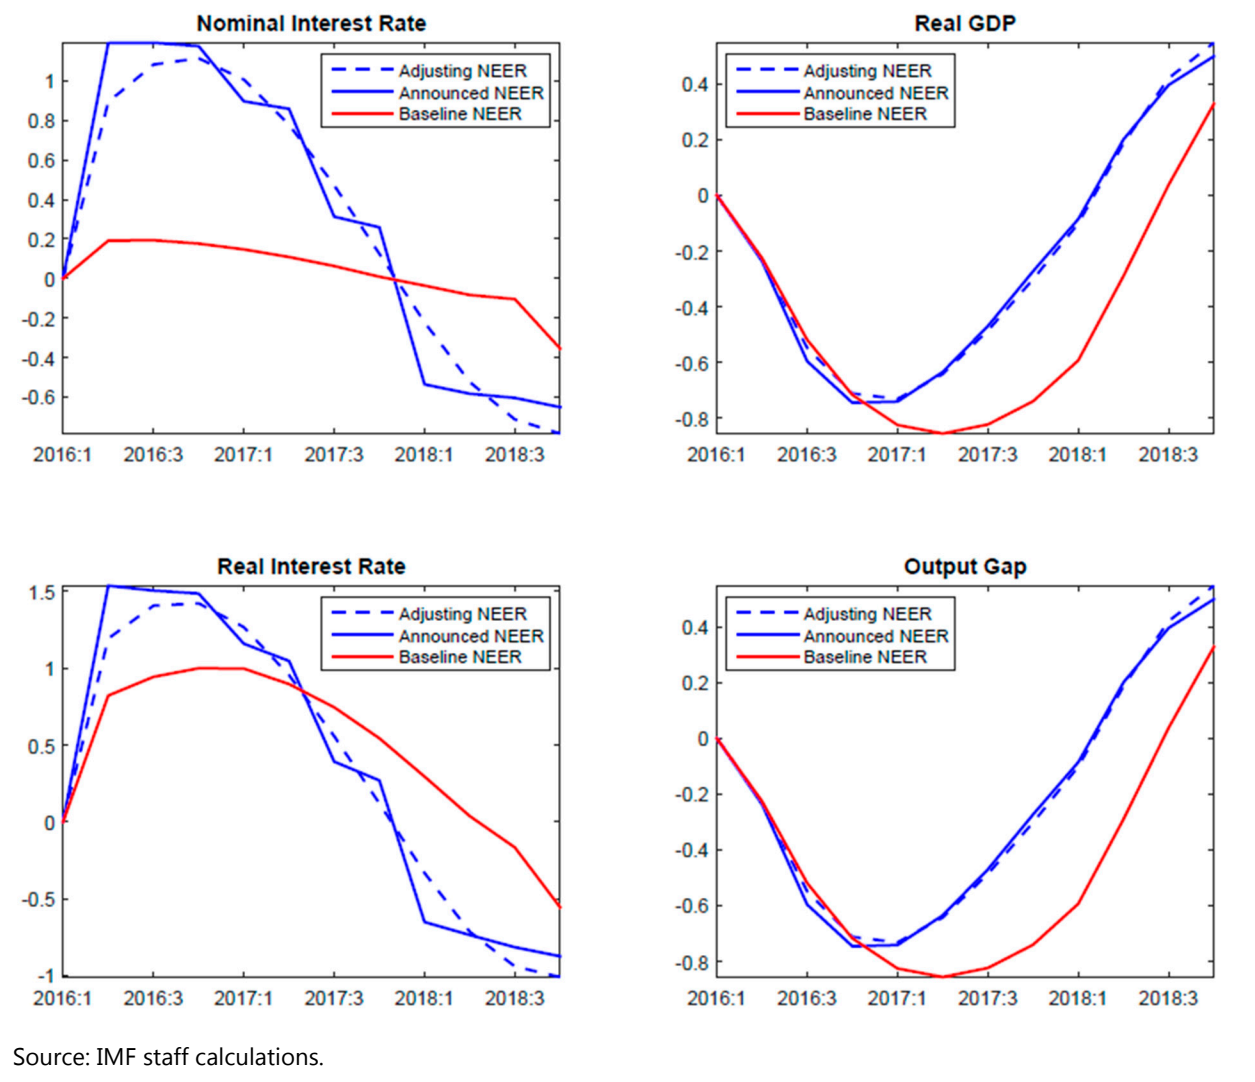 Nominal Interest Rate
Adjusting NEER
Announced NEER
Baseline NEER
1
0.8
0.6
0.4
0.2
0
-0.2
-0.4
-0.6
2016:1 2016:3 2017:1 2017:3 2018:1 2018:3
Real GDP
Adjusting NEER
Announced NEER
Baseline NEER
0.4
0.2
0
-0.2
-0.4
-0.6
-0.8
2016:1 2016:3 2017:1 2017:3 2018:1 2018:3
Real Interest Rate
Adjusting NEER
Announced NEER
Baseline NEER
1.5
1
0.5
0
-0.5
-1
2016:1 2016:3 2017:1 2017:3 2018:1 2018:3
Output Gap
Adjusting NEER
Announced NEER
Baseline NEER
0.4
0.2
0
-0.2
-0.4
-0.6
-0.8
2016:1 2016:3 2017:1 2017:3 2018:1 2018:3
Source: IMF staff calculations.